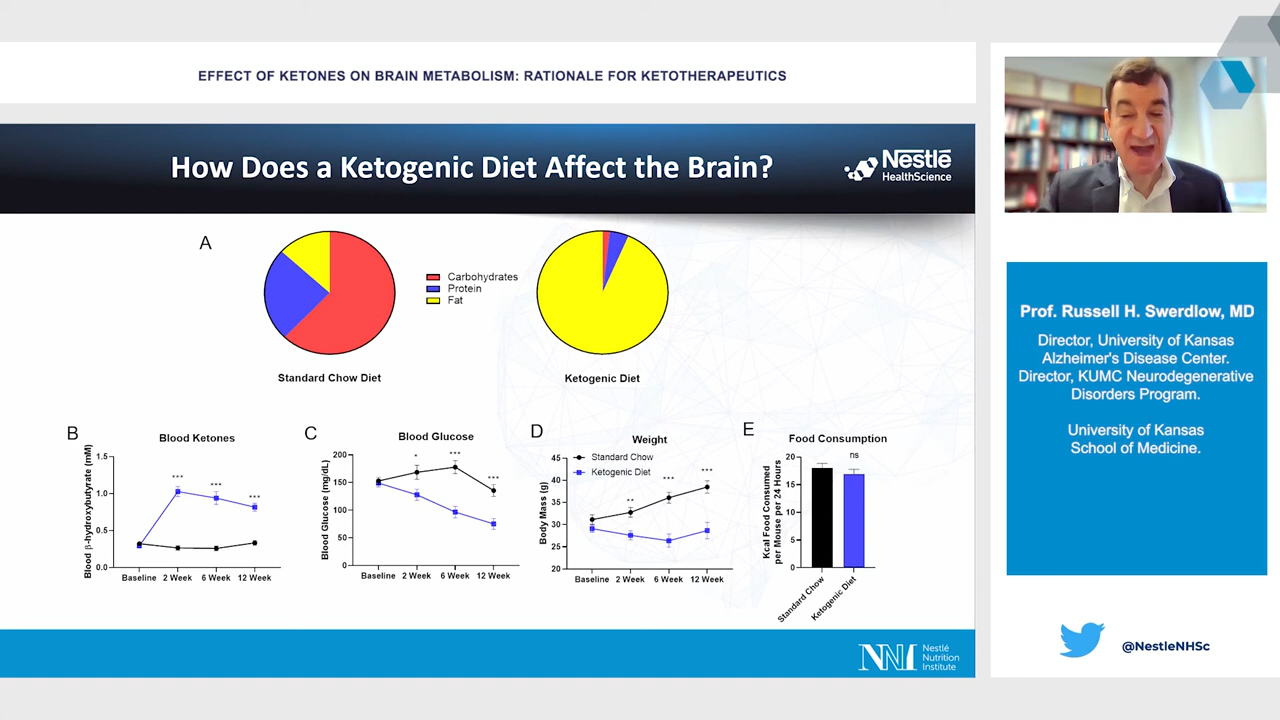 EFFECT OF KETONES ON BRAIN METABOLISM: RATIONALE FOR KETOTHERAPEUTICS
How Does a Ketogenic Diet Affect the Brain?
Nestlé
HealthScience
A
Carbohydrates
Protein
Fat
Standard Chow Diet
Ketogenic Diet
B
Blood Ketones
Blood β-hydroxybutyrate (mM)
1.5
1.0
0.5
0.0
***
***
***
Baseline
2 Week
6 Week
12 Week
C
Blood Glucose
Blood Glucose (mg/dL)
200
150
100
50
0
*
***
***
Baseline
2 Week
6 Week
12 Week
D
Weight
Standard Chow
Ketogenic Diet
Body Mass (g)
45
40
35
30
25
20
**
***
***
Baseline
2 Week
6 Week
12 Week
E
Food Consumption
ns
Kcal Food Consumed
per Mouse per 24 Hours
20
15
10
5
0
Standard Chow
Ketogenic Diet
NNI
Nestlé
Nutrition
Institute
Prof. Russell H. Swerdlow, MD
Director, University of Kansas
Alzheimer's Disease Center.
Director, KUMC Neurodegenerative
Disorders Program.
University of Kansas
School of Medicine.
@NestleNHSc